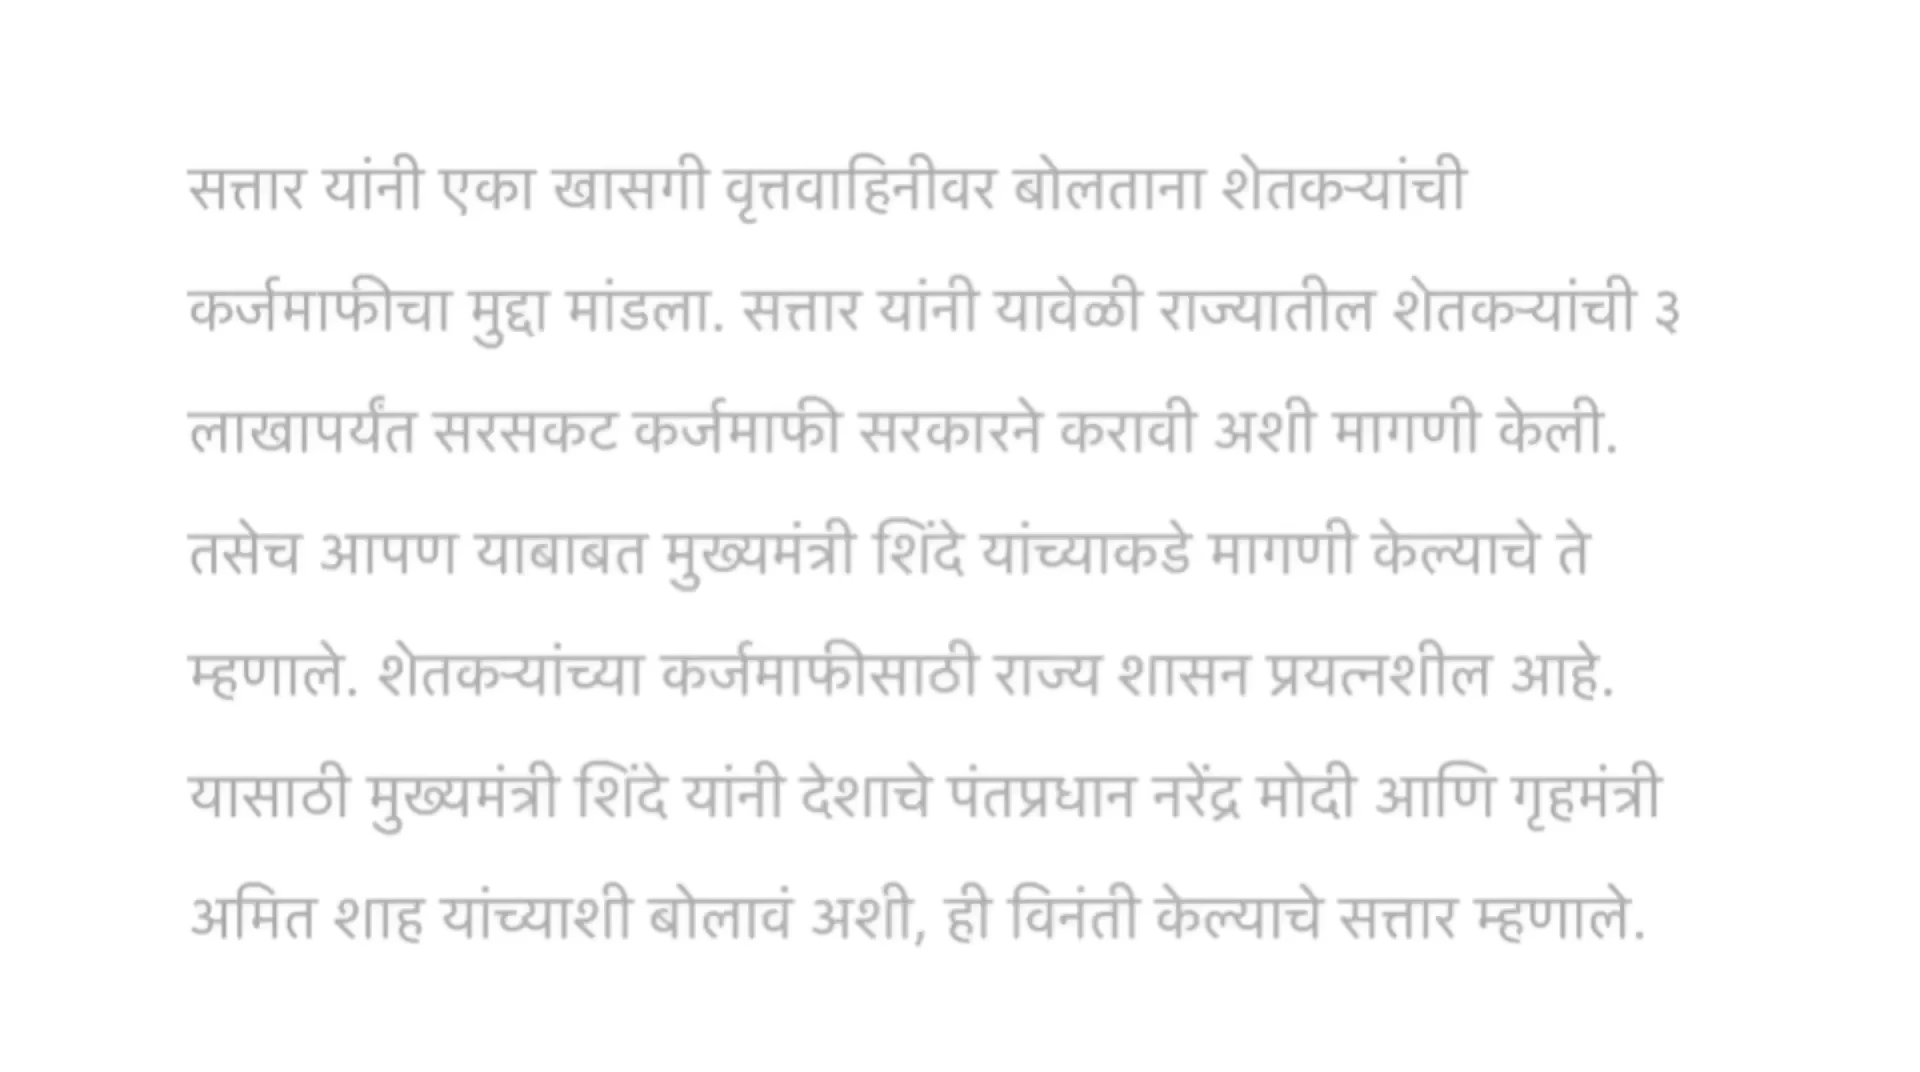 सत्तार यांनी एका खासगी वृत्तवाहिनीवर बोलताना शेतकऱ्यांची
कर्जमाफीचा मुद्दा मांडला. सत्तार यांनी यावेळी राज्यातील शेतकऱ्यांची ३
लाखापर्यंत सरसकट कर्जमाफी सरकारने करावी अशी मागणी केली.
तसेच आपण याबाबत मुख्यमंत्री शिंदे यांच्याकडे मागणी केल्याचे ते
म्हणाले. शेतकऱ्यांच्या कर्जमाफीसाठी राज्य शासन प्रयत्नशील आहे.
यासाठी मुख्यमंत्री शिंदे यांनी देशाचे पंतप्रधान नरेंद्र मोदी आणि गृहमंत्री
अमित शाह यांच्याशी बोलावं अशी, ही विनंती केल्याचे सत्तार म्हणाले.